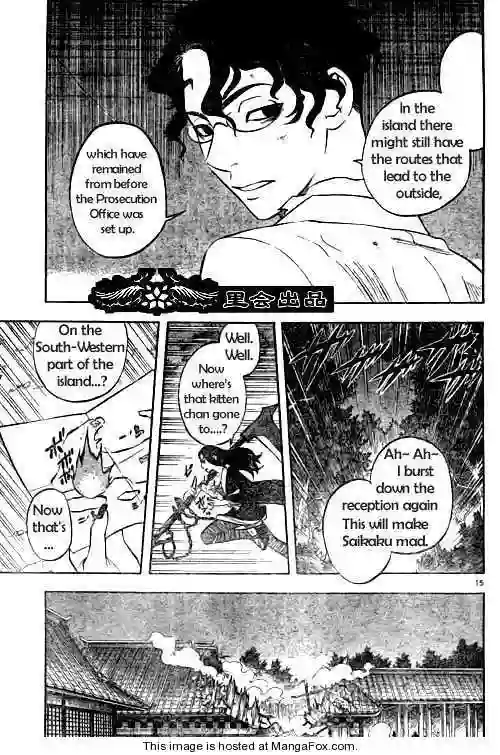 In the
island there
might still have
the routes that
lead to the
outside,
which have
remained
from before
the Prosecution
Office was
set up.
里会出品
Ah~ Ah~
I burst
down the
reception again
This will make
Saikaku mad.
Well.
Well.
Now
where's
that kitten
chan gone
to....?
On the
South-Western
part of the
island...?
Now
that's
...
15
This image is hosted at MangaFox.com